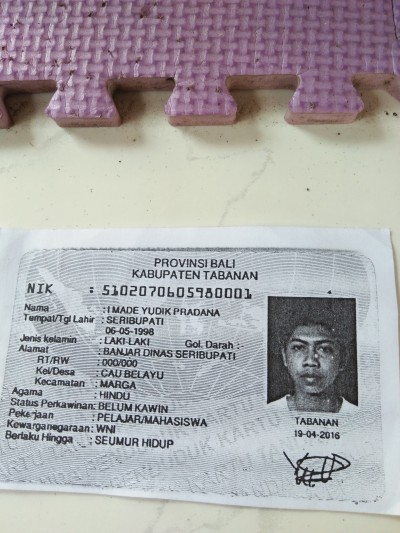 PROVINSI BALI
KABUPATEN TABANAN
NIK : 5102070605980001
Nama : I MADE YUDIK PRADANA
Tempat/Tgl Lahir : SERIBUPATI
06-05-1998
Jenis kelamin : LAKI-LAKI Gol. Darah : -
Alamat : BANJAR DINAS SERIBUPATI
RT/RW : 000/000
Kel/Desa : CAU BELAYU
Kecamatan : MARGA
Agama : HINDU
Status Perkawinan: BELUM KAWIN
Pekerjaan : PELAJAR/MAHASISWA
Kewarganegaraan: WNI
Berlaku Hingga : SEUMUR HIDUP
TABANAN
19-04-2016